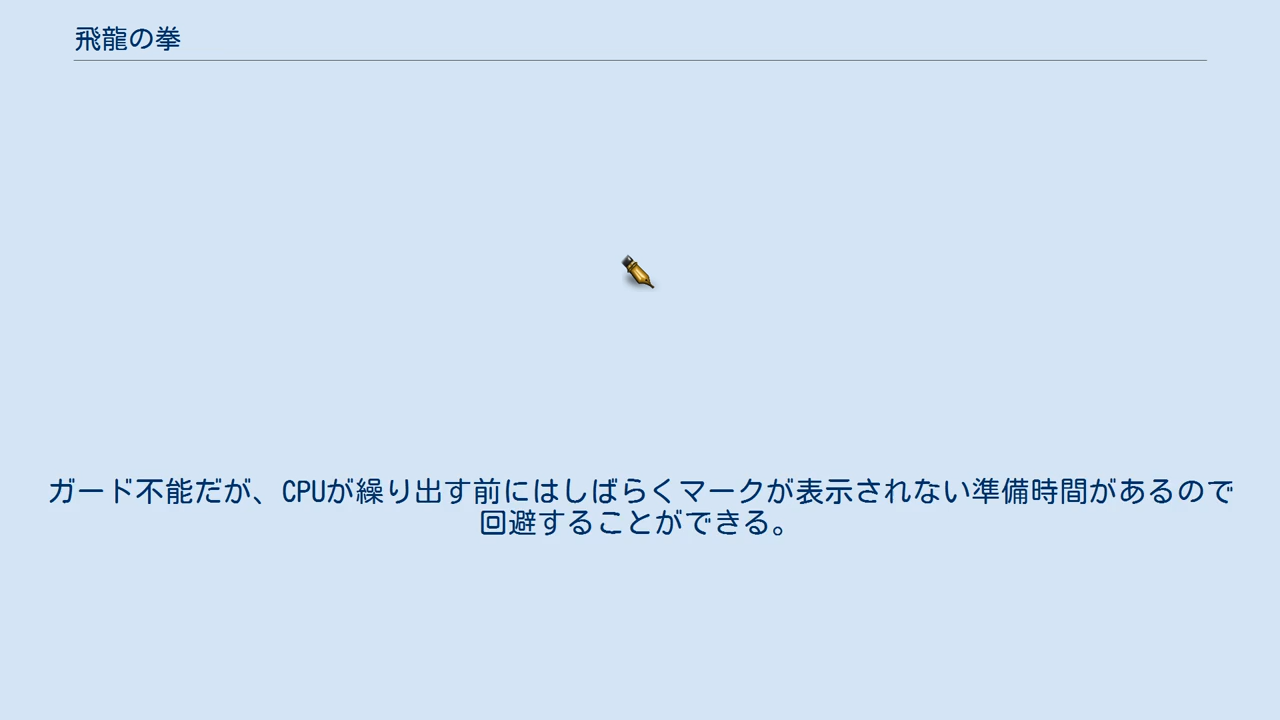 飛龍の拳
ガード不能だが、CPUが繰り出す前にはしばらくマークが表示されない準備時間があるので
回避することができる。